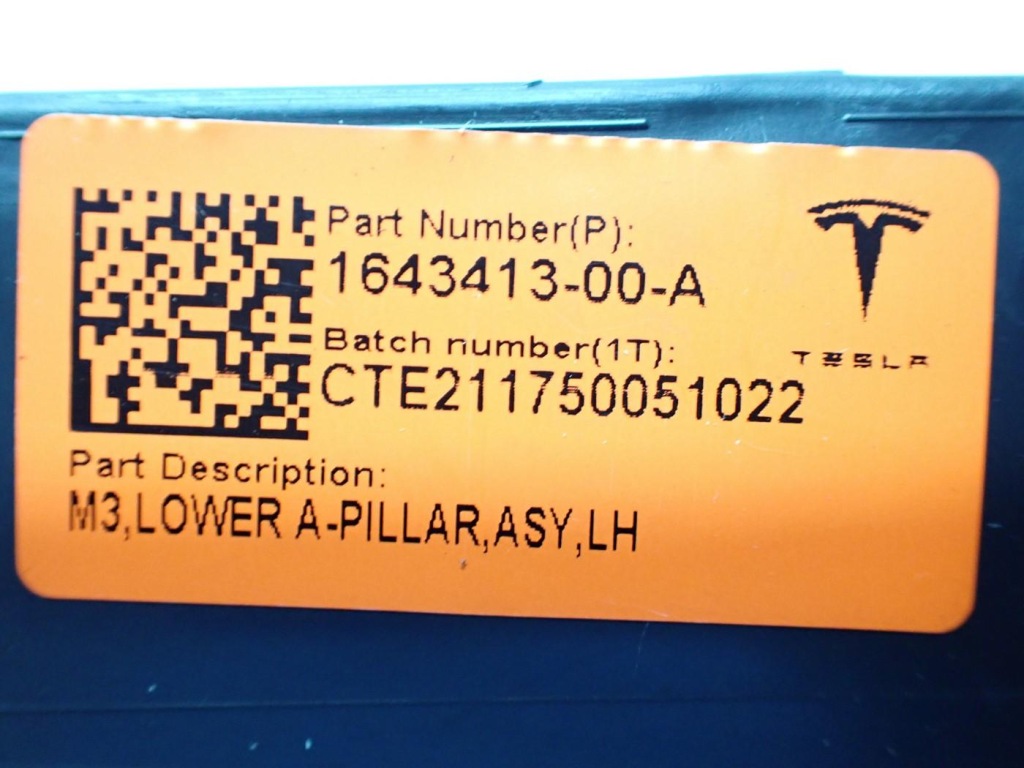 Part Number(P):
1643413-00-A
Batch number(1T):
TESLA
CTE211750051022
Part Description:
M3,LOWER A-PILLAR,ASY,LH